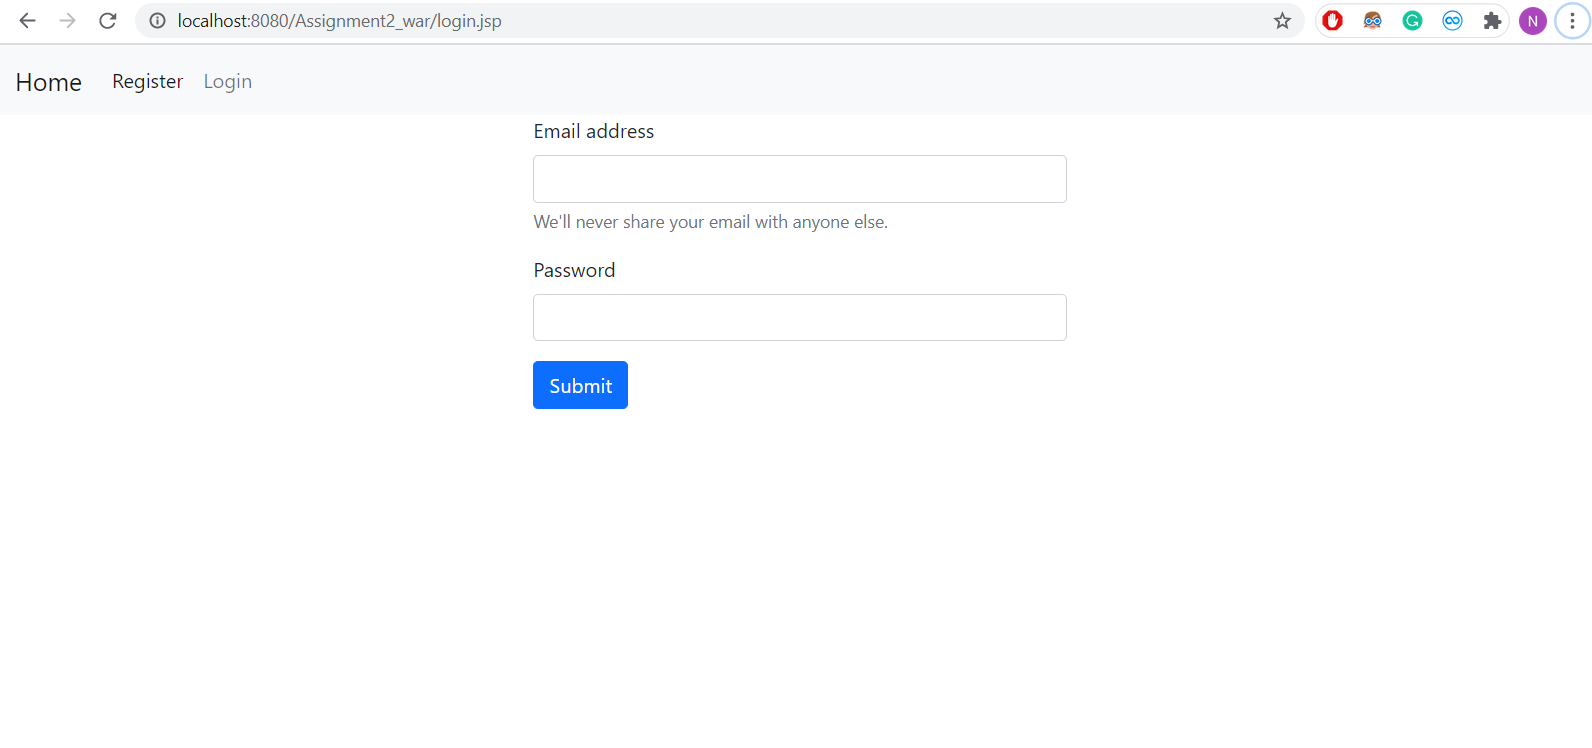 localhost:8080/Assignment2_war/login.jsp
N
Home Register Login
Email address
We'll never share your email with anyone else.
Password
Submit